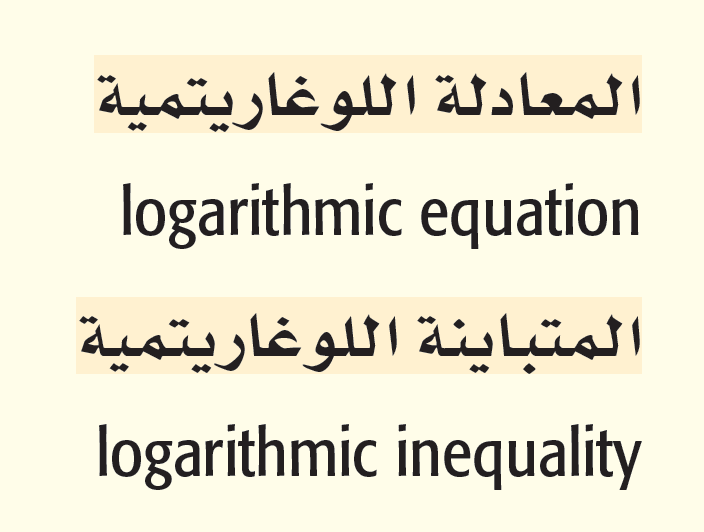 المعادلة اللوغاريتمية
logarithmic equation
المتباينة اللوغاريتمية
logarithmic inequality